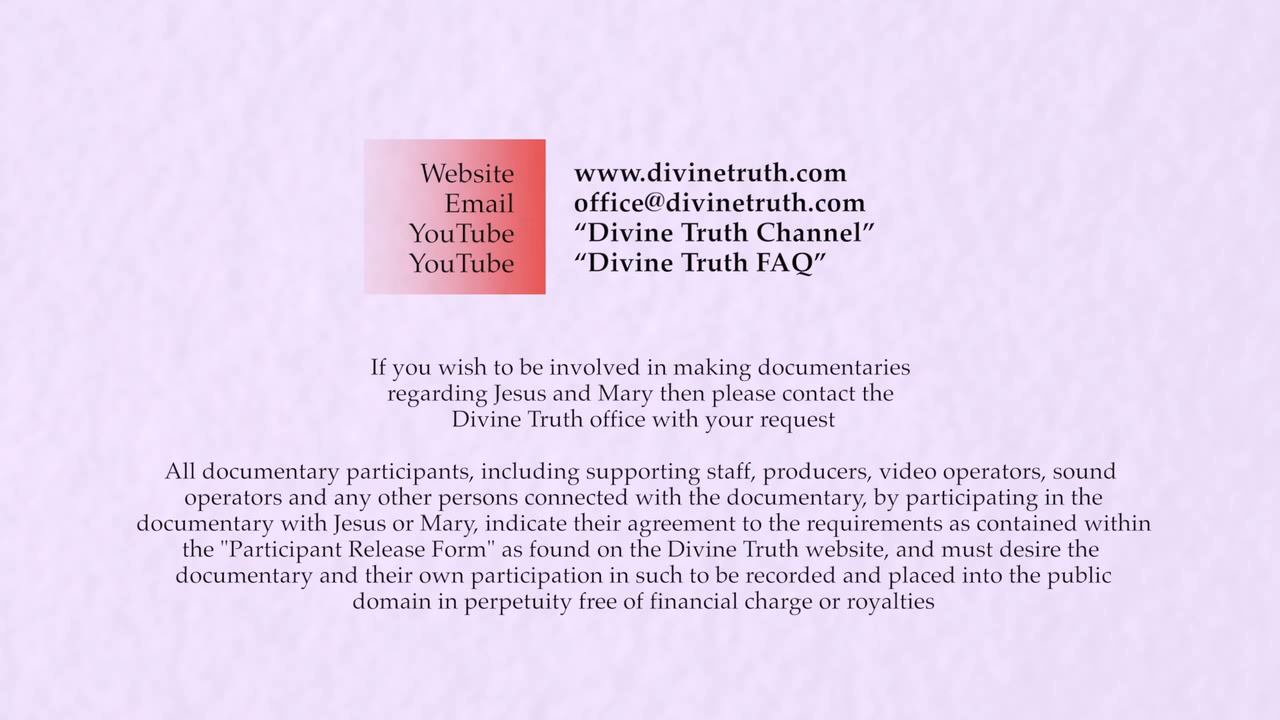 Website www.divinetruth.com
Email office@divinetruth.com
YouTube “Divine Truth Channel”
YouTube “Divine Truth FAQ”
If you wish to be involved in making documentaries
regarding Jesus and Mary then please contact the
Divine Truth office with your request
All documentary participants, including supporting staff, producers, video operators, sound
operators and any other persons connected with the documentary, by participating in the
documentary with Jesus or Mary, indicate their agreement to the requirements as contained within
the "Participant Release Form" as found on the Divine Truth website, and must desire the
documentary and their own participation in such to be recorded and placed into the public
domain in perpetuity free of financial charge or royalties